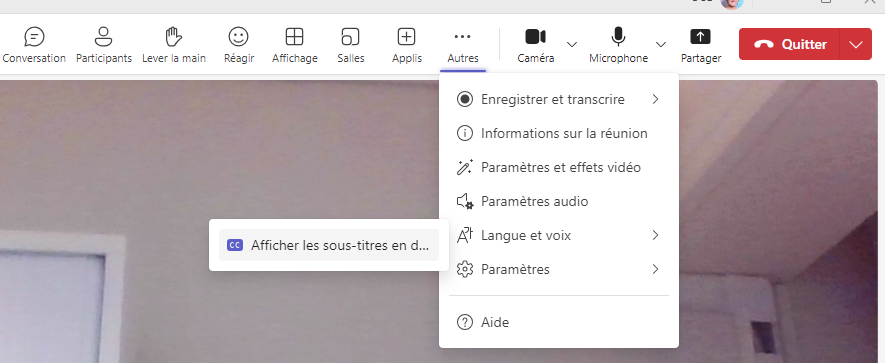 Conversation
Participants
Lever la main
Réagir
Affichage
Salles
Applis
Autres
Caméra
Microphone
Partager
Quitter
Enregistrer et transcrire
Informations sur la réunion
Paramètres et effets vidéo
Paramètres audio
Langue et voix
CC Afficher les sous-titres en d...
Paramètres
Aide